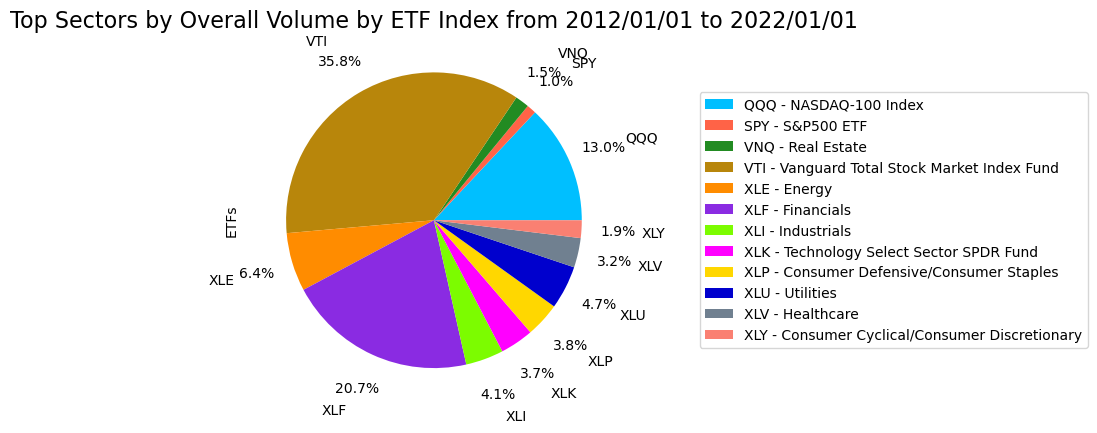 Top Sectors by Overall Volume by ETF Index from 2012/01/01 to 2022/01/01
VTI
35.8%
VNQ
1.5%
SPY
1.0%
QQQ
13.0%
ETFs
XLE
6.4%
XLF
20.7%
XLI
4.1%
XLK
3.7%
XLP
3.8%
XLU
4.7%
XLV
3.2%
XLY
1.9%
QQQ - NASDAQ-100 Index
SPY - S&P500 ETF
VNQ - Real Estate
VTI - Vanguard Total Stock Market Index Fund
XLE - Energy
XLF - Financials
XLI - Industrials
XLK - Technology Select Sector SPDR Fund
XLP - Consumer Defensive/Consumer Staples
XLU - Utilities
XLV - Healthcare
XLY - Consumer Cyclical/Consumer Discretionary